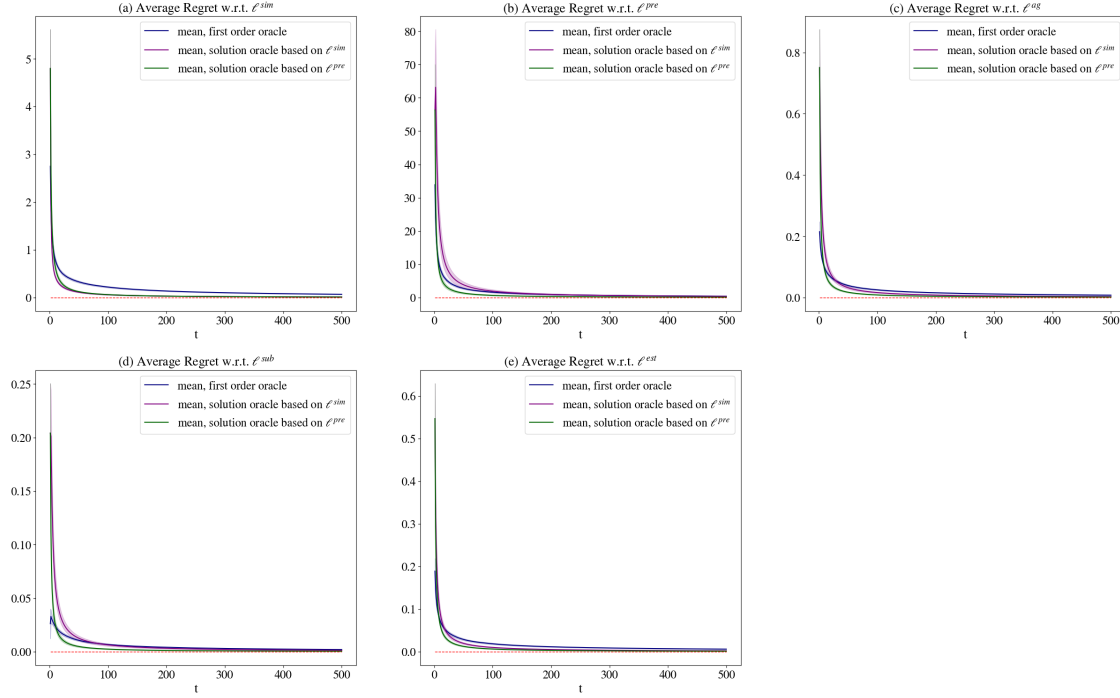 (a) Average Regret w.r.t. ℓ^sim
mean, first order oracle
mean, solution oracle based on ℓ^sim
mean, solution oracle based on ℓ^pre
5
4
3
2
1
0
0 100 200 300 400 500
t
(b) Average Regret w.r.t. ℓ^pre
mean, first order oracle
mean, solution oracle based on ℓ^sim
mean, solution oracle based on ℓ^pre
80
70
60
50
40
30
20
10
0
0 100 200 300 400 500
t
(c) Average Regret w.r.t. ℓ^ag
mean, first order oracle
mean, solution oracle based on ℓ^sim
mean, solution oracle based on ℓ^pre
0.8
0.6
0.4
0.2
0.0
0 100 200 300 400 500
t
(d) Average Regret w.r.t. ℓ^sub
mean, first order oracle
mean, solution oracle based on ℓ^sim
mean, solution oracle based on ℓ^pre
0.25
0.20
0.15
0.10
0.05
0.00
0 100 200 300 400 500
t
(e) Average Regret w.r.t. ℓ^est
mean, first order oracle
mean, solution oracle based on ℓ^sim
mean, solution oracle based on ℓ^pre
0.6
0.5
0.4
0.3
0.2
0.1
0.0
0 100 200 300 400 500
t